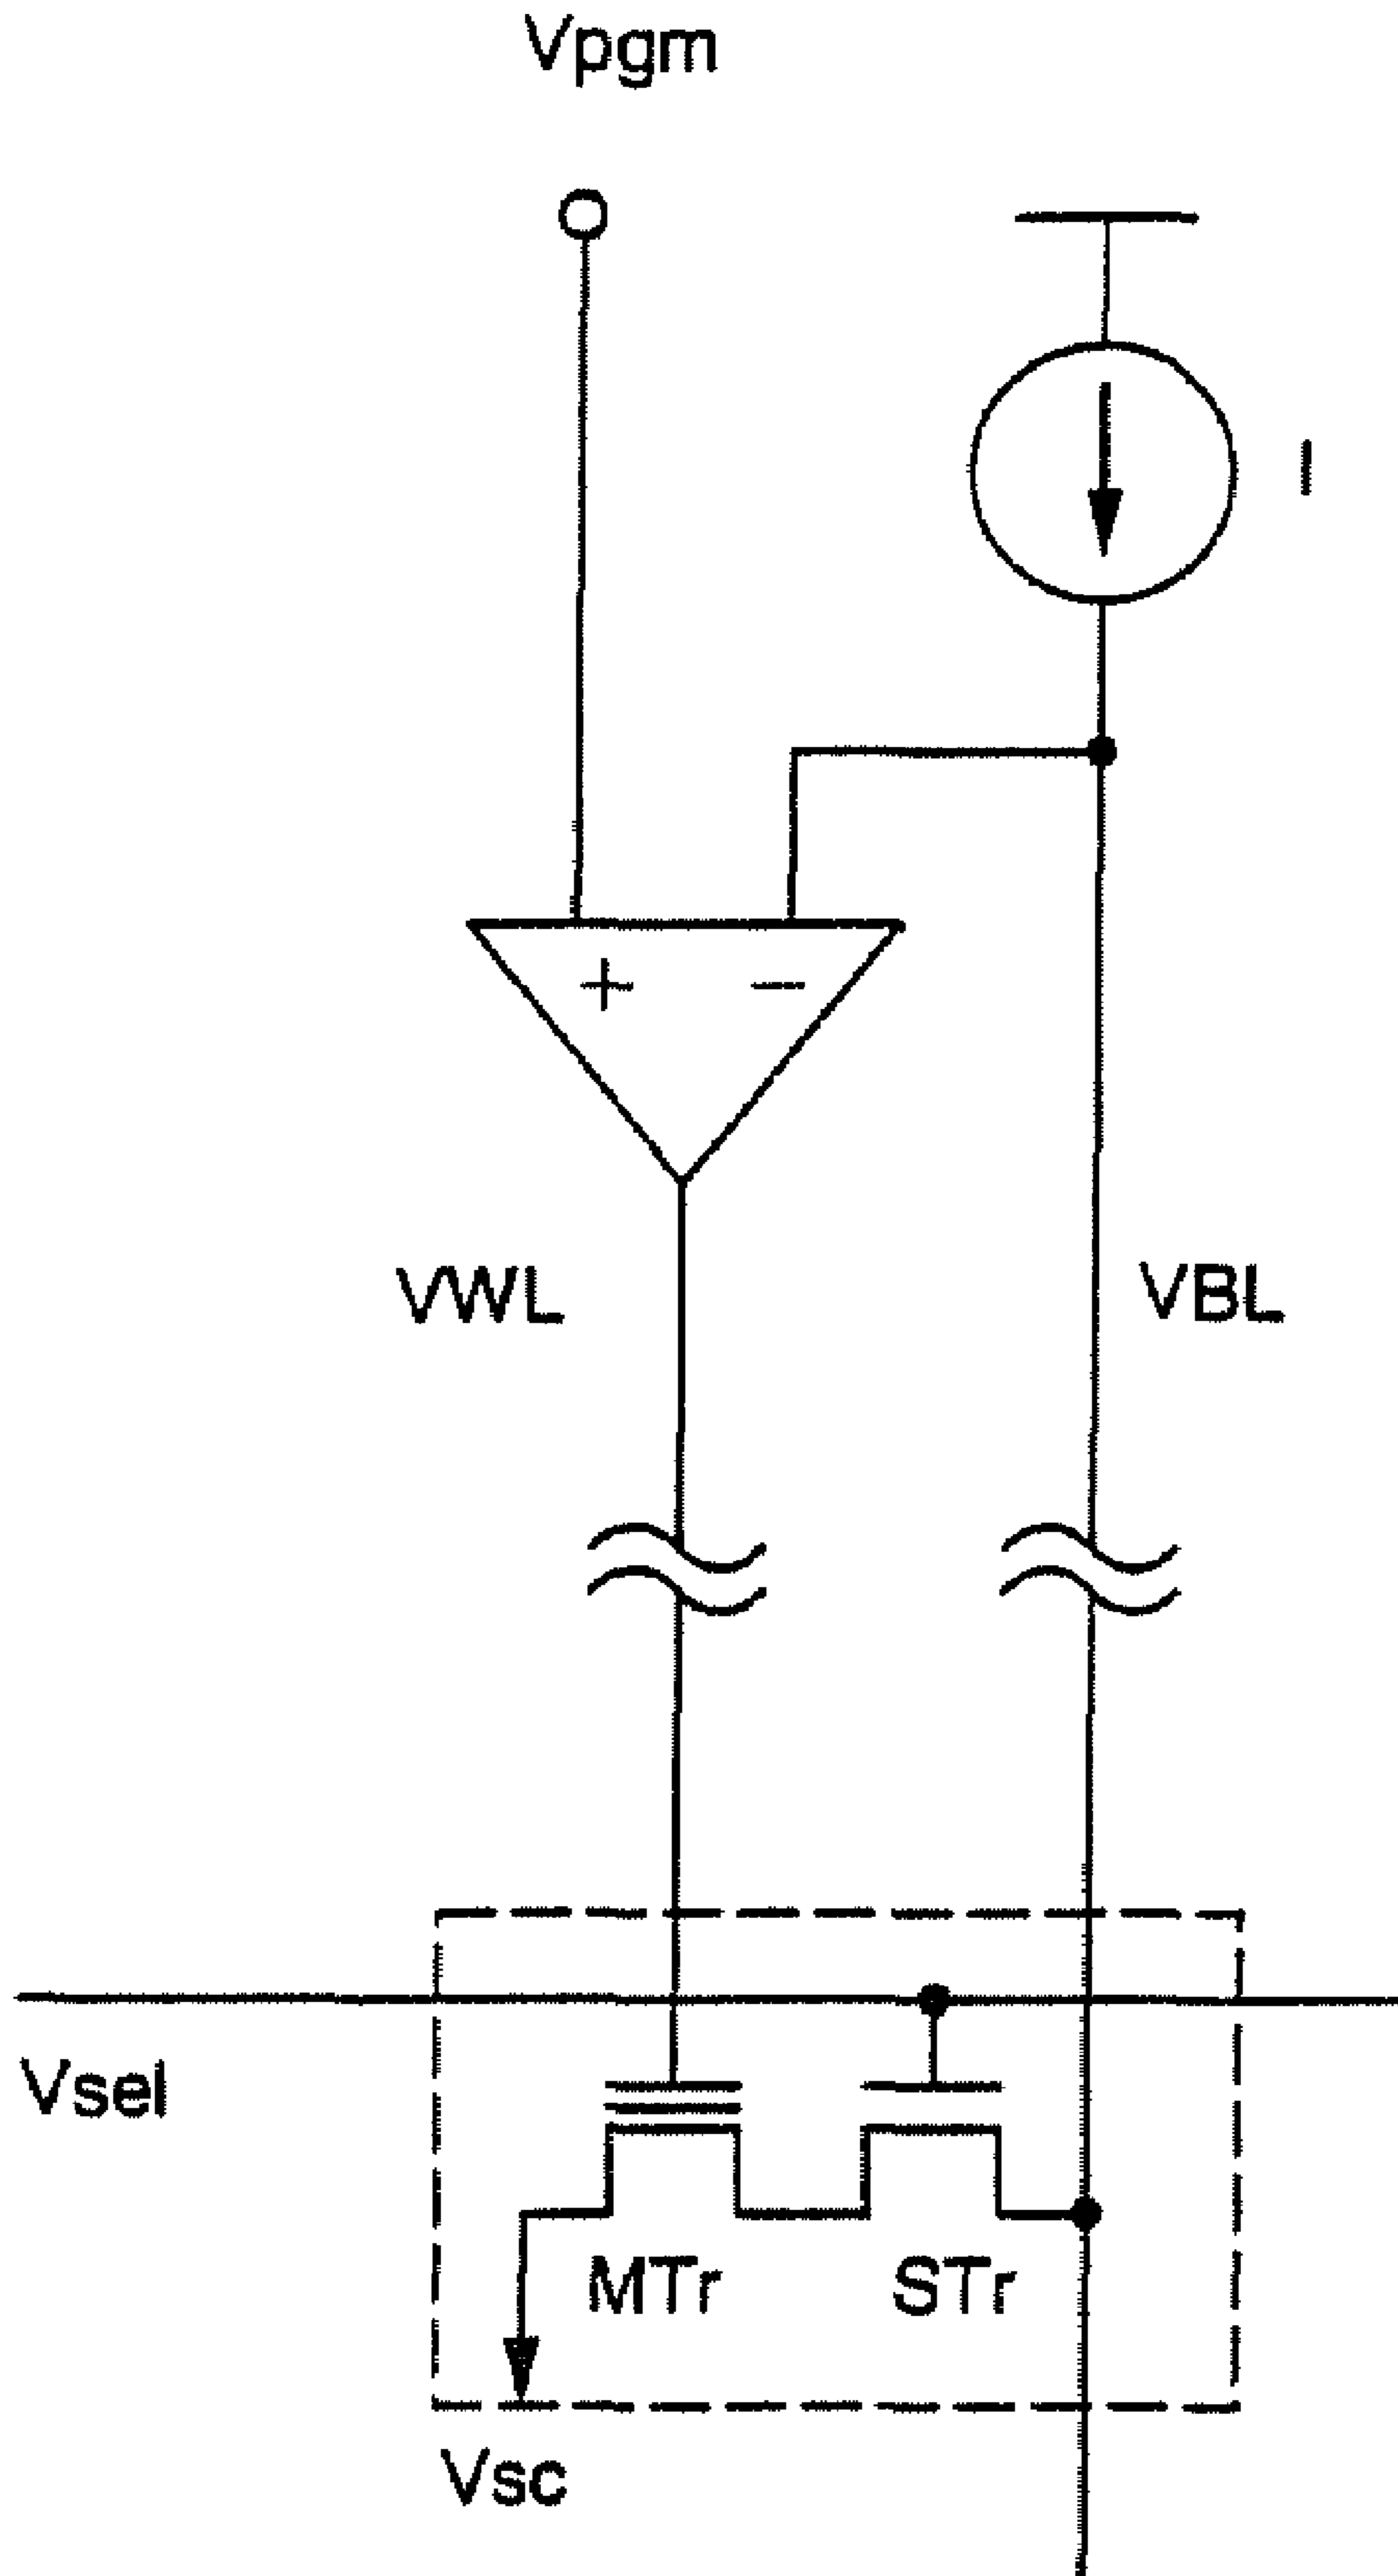 Vpgm
I
+ −
VWL
VBL
Vsel
MTr
STr
Vsc